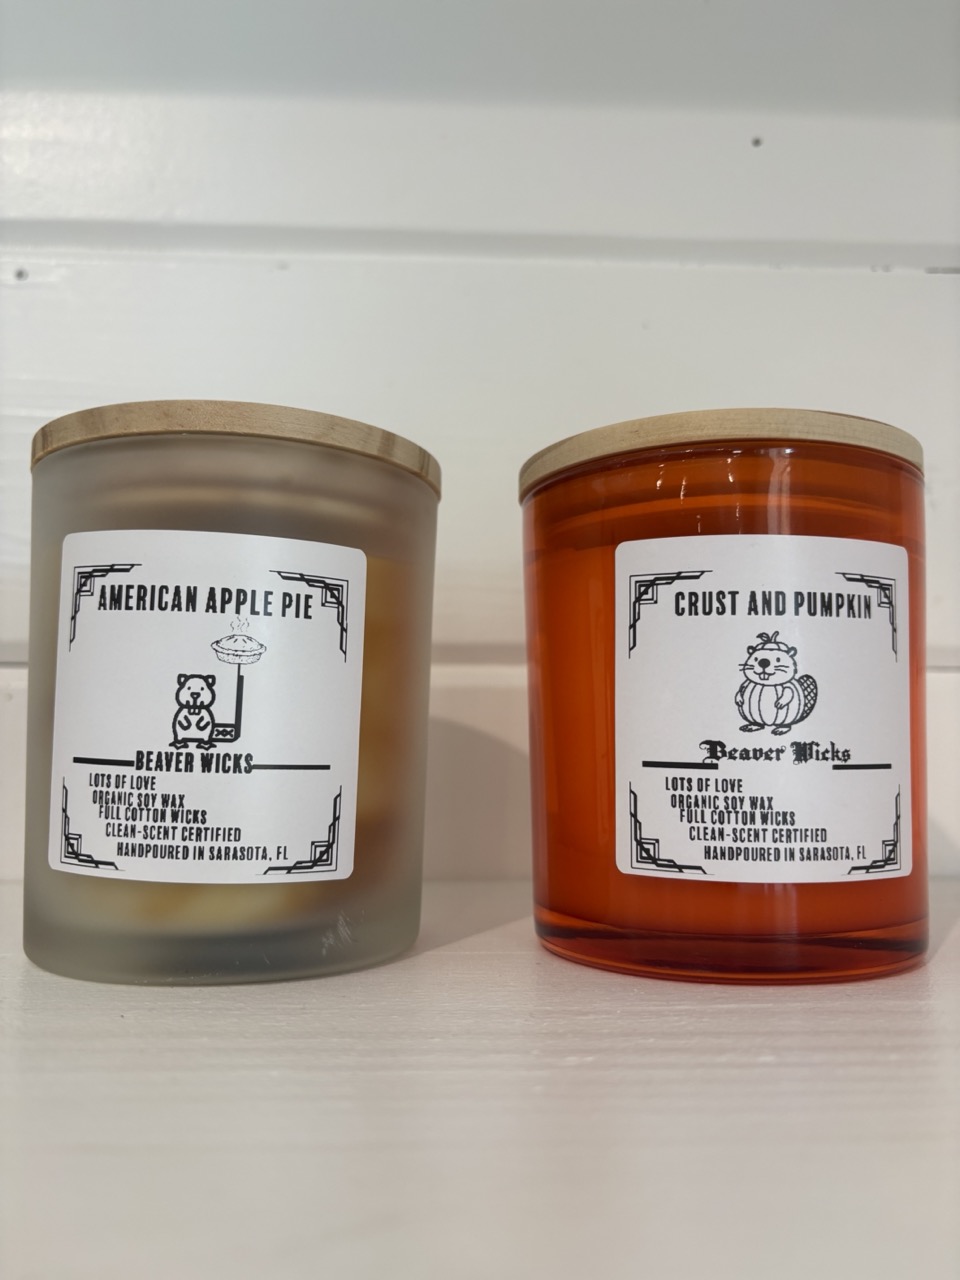 AMERICAN APPLE PIE
BEAVER WICKS
LOTS OF LOVE
ORGANIC SOY WAX
FULL COTTON WICKS
CLEAN-SCENT CERTIFIED
HANDPOURED IN SARASOTA, FL
CRUST AND PUMPKIN
Beaver Wicks
LOTS OF LOVE
ORGANIC SOY WAX
FULL COTTON WICKS
CLEAN-SCENT CERTIFIED
HANDPOURED IN SARASOTA, FL